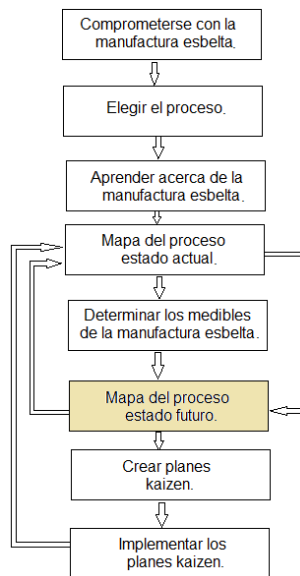 Comprometerse con la
manufactura esbelta.
Elegir el proceso.
Aprender acerca de la
manufactura esbelta.
Mapa del proceso
estado actual.
Determinar los medibles
de la manufactura esbelta.
Mapa del proceso
estado futuro.
Crear planes
kaizen.
Implementar los
planes kaizen.